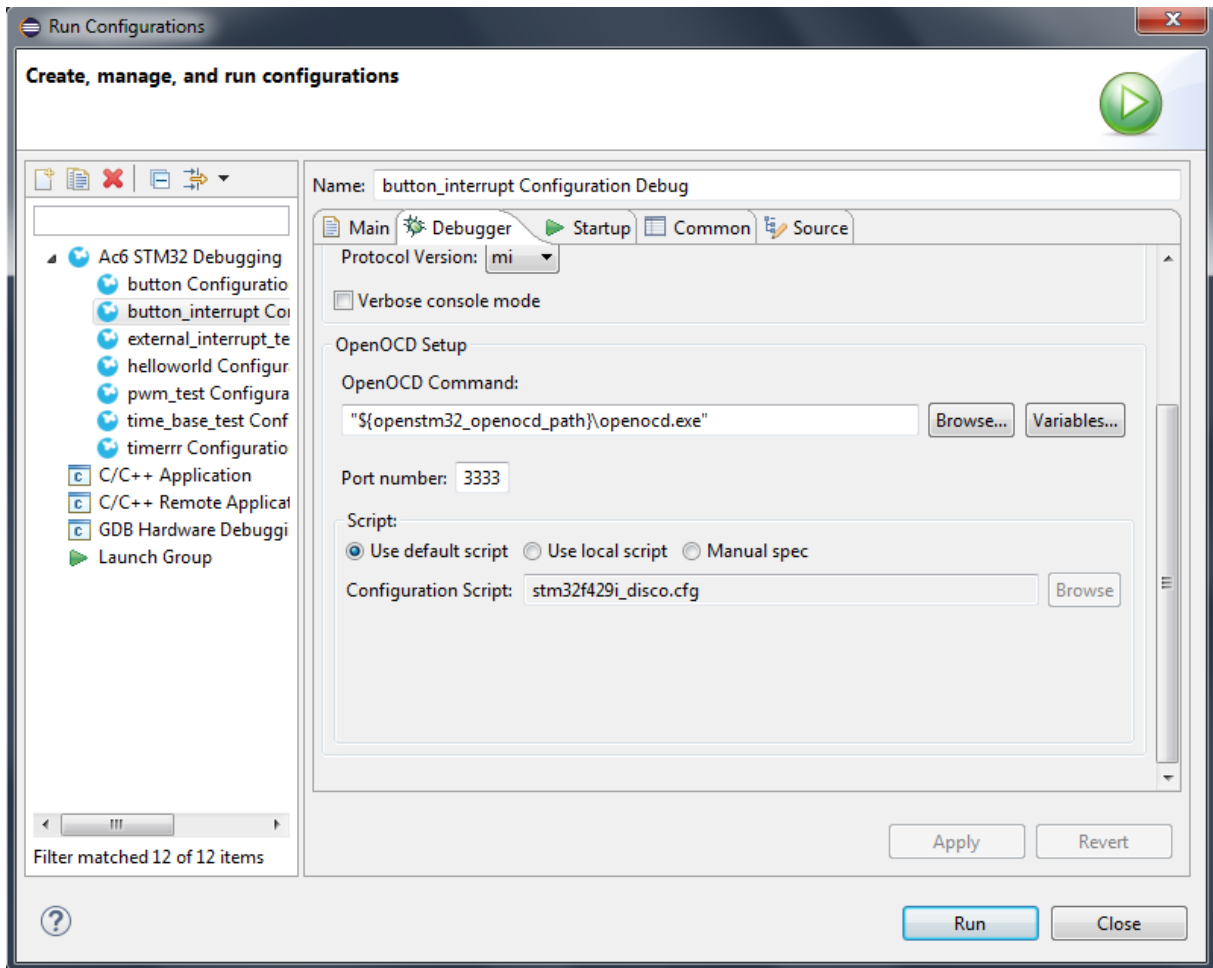 Run Configurations
Create, manage, and run configurations
Name: button_interrupt Configuration Debug
Main Debugger Startup Common Source
Ac6 STM32 Debugging
button Configuratio
button_interrupt Coi
external_interrupt_te
helloworld Configur
pwm_test Configura
time_base_test Conf
timerrr Configuratio
C/C++ Application
C/C++ Remote Applicat
GDB Hardware Debuggi
Launch Group
Filter matched 12 of 12 items
Protocol Version: mi
Verbose console mode
OpenOCD Setup
OpenOCD Command:
"${openstm32_openocd_path}\openocd.exe" Browse... Variables...
Port number: 3333
Script:
Use default script Use local script Manual spec
Configuration Script: stm32f429i_disco.cfg Browse
Apply Revert
? Run Close